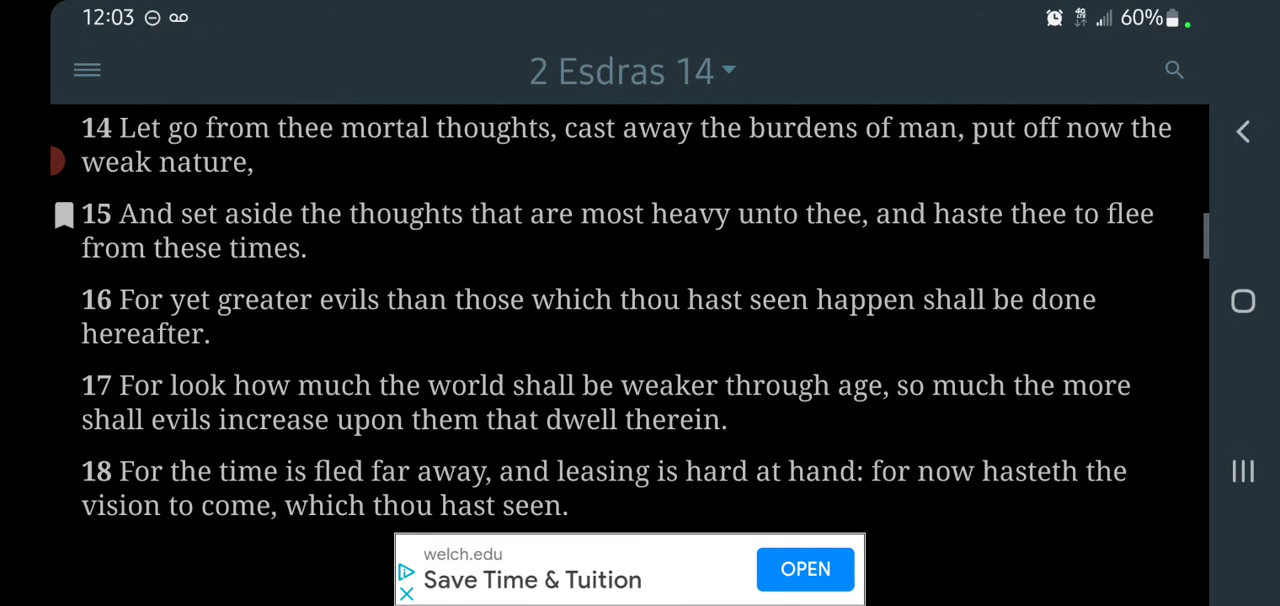 12:03
4G
60%
2 Esdras 14
14 Let go from thee mortal thoughts, cast away the burdens of man, put off now the
weak nature,
15 And set aside the thoughts that are most heavy unto thee, and haste thee to flee
from these times.
16 For yet greater evils than those which thou hast seen happen shall be done
hereafter.
17 For look how much the world shall be weaker through age, so much the more
shall evils increase upon them that dwell therein.
18 For the time is fled far away, and leasing is hard at hand: for now hasteth the
vision to come, which thou hast seen.
welch.edu
Save Time & Tuition
OPEN